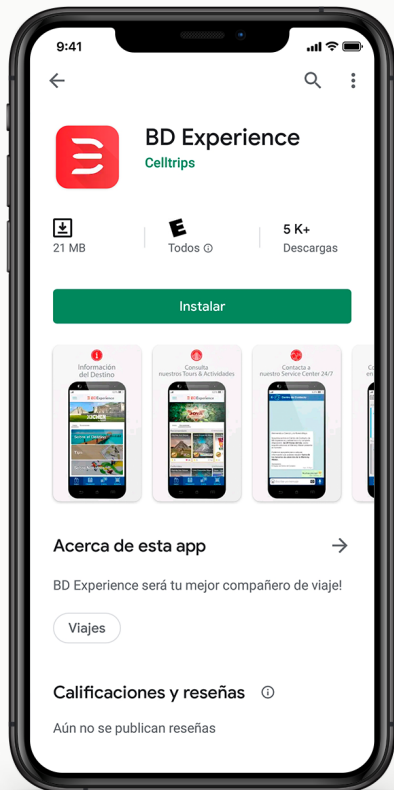 9:41
BD Experience
Celltrips
21 MB
E
Todos
5 K+
Descargas
Instalar
Información
del Destino
Consulta
nuestros Tours & Actividades
Contacta a
nuestro Service Center 24/7
Acerca de esta app
BD Experience será tu mejor compañero de viaje!
Viajes
Calificaciones y reseñas
Aún no se publican reseñas